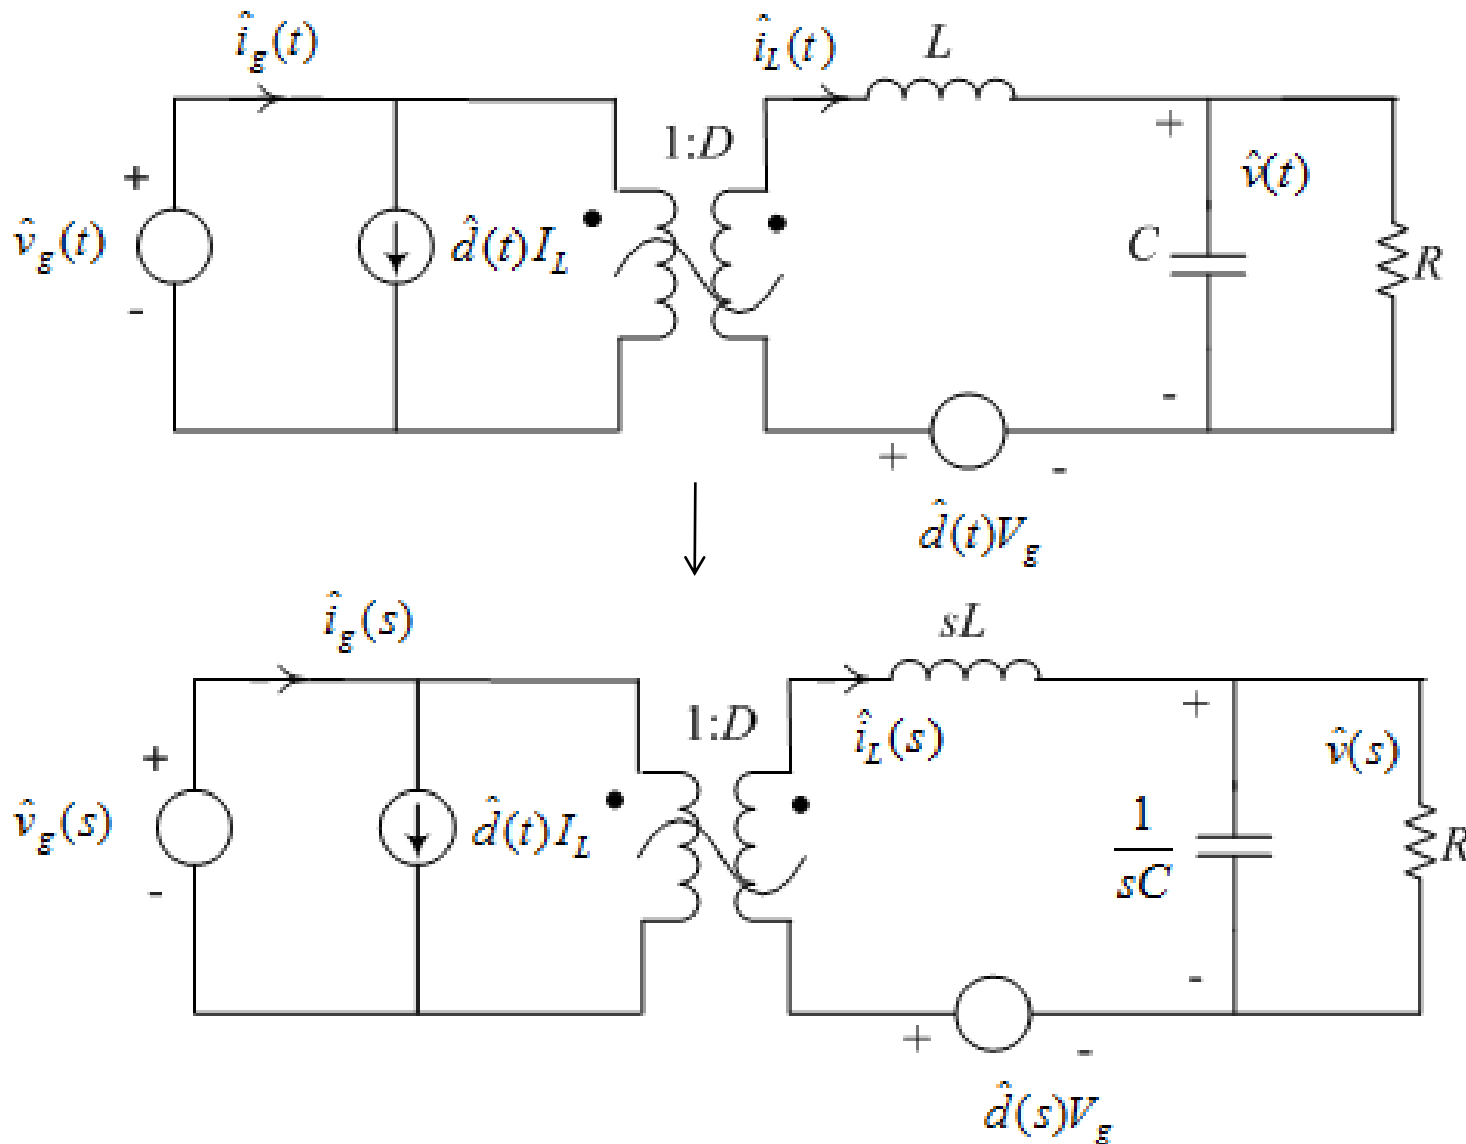 î_g(t)
î_L(t)
L
1:D
+
+
v̂_g(t)
d̂(t)I_L
v̂(t)
C
R
-
-
+
-
d̂(t)V_g
î_g(s)
sL
1:D
î_L(s)
+
+
v̂(s)
v̂_g(s)
d̂(t)I_L
1
sC
R
-
-
+
-
d̂(s)V_g